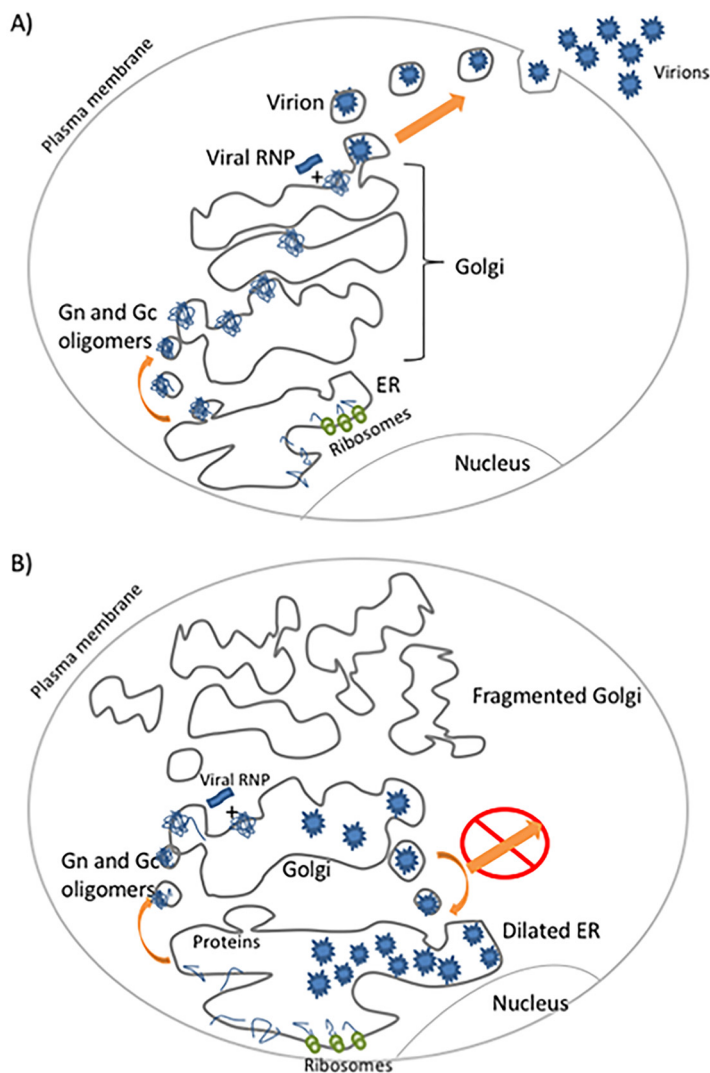 A)
Plasma membrane
Virions
Virion
Viral RNP
+
Golgi
Gn and Gc
oligomers
ER
Ribosomes
Nucleus
B)
Plasma membrane
Fragmented Golgi
Viral RNP
+
Gn and Gc
oligomers
Golgi
Proteins
Dilated ER
Nucleus
Ribosomes